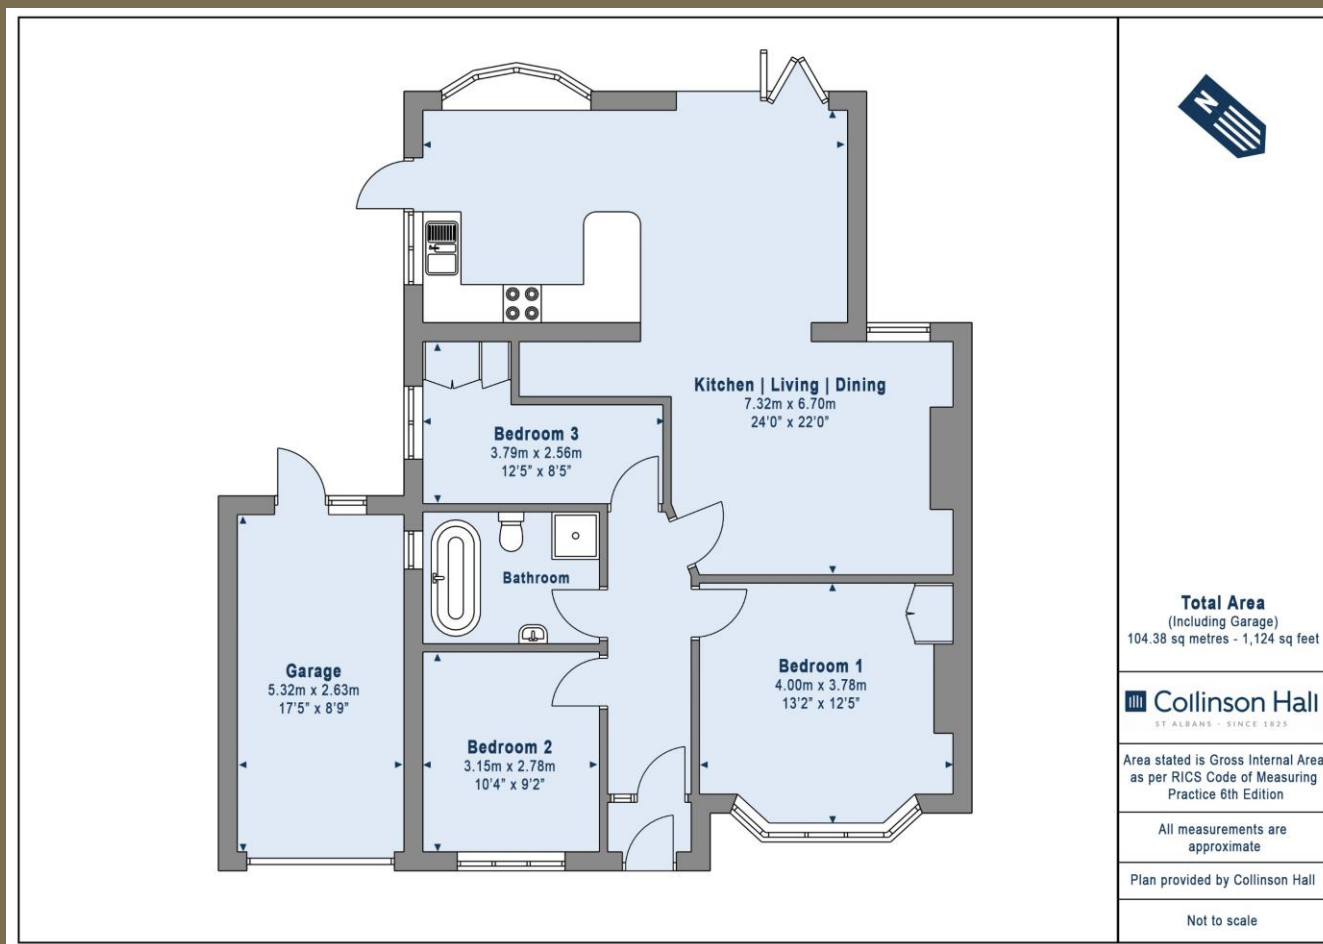 N
Kitchen | Living | Dining
7.32m x 6.70m
24'0" x 22'0"
Bedroom 3
3.79m x 2.56m
12'5" x 8'5"
Bathroom
Garage
5.32m x 2.63m
17'5" x 8'9"
Bedroom 2
3.15m x 2.78m
10'4" x 9'2"
Bedroom 1
4.00m x 3.78m
13'2" x 12'5"
Total Area
(Including Garage)
104.38 sq metres - 1,124 sq feet
Collinson Hall
ST ALBANS - SINCE 1825
Area stated is Gross Internal Area
as per RICS Code of Measuring
Practice 6th Edition
All measurements are
approximate
Plan provided by Collinson Hall
Not to scale